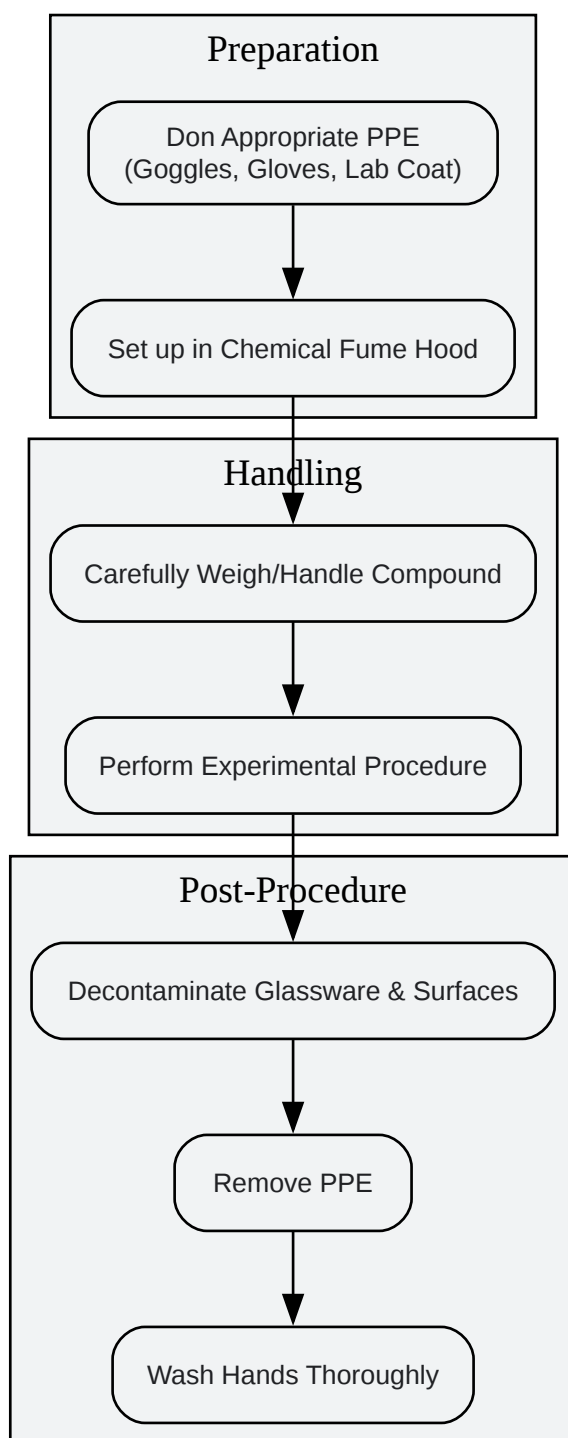 Preparation
Don Appropriate PPE
(Goggles, Gloves, Lab Coat)
Set up in Chemical Fume Hood
Handling
Carefully Weigh/Handle Compound
Perform Experimental Procedure
Post-Procedure
Decontaminate Glassware & Surfaces
Remove PPE
Wash Hands Thoroughly